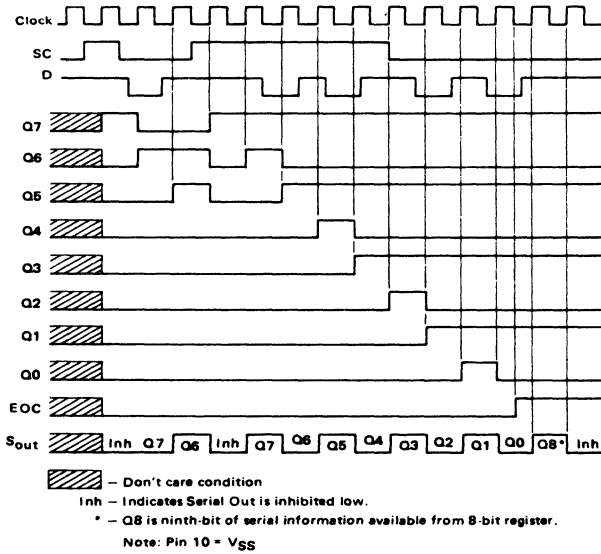 Clock
SC
D
Q7
Q6
Q5
Q4
Q3
Q2
Q1
Q0
EOC
Sout Inh Q7 Q6 Inh Q7 Q6 Q5 Q4 Q3 Q2 Q1 Q0 Q8* Inh
– Don't care condition
Inh – Indicates Serial Out is inhibited low.
* – Q8 is ninth-bit of serial information available from 8-bit register.
Note: Pin 10 = VSS